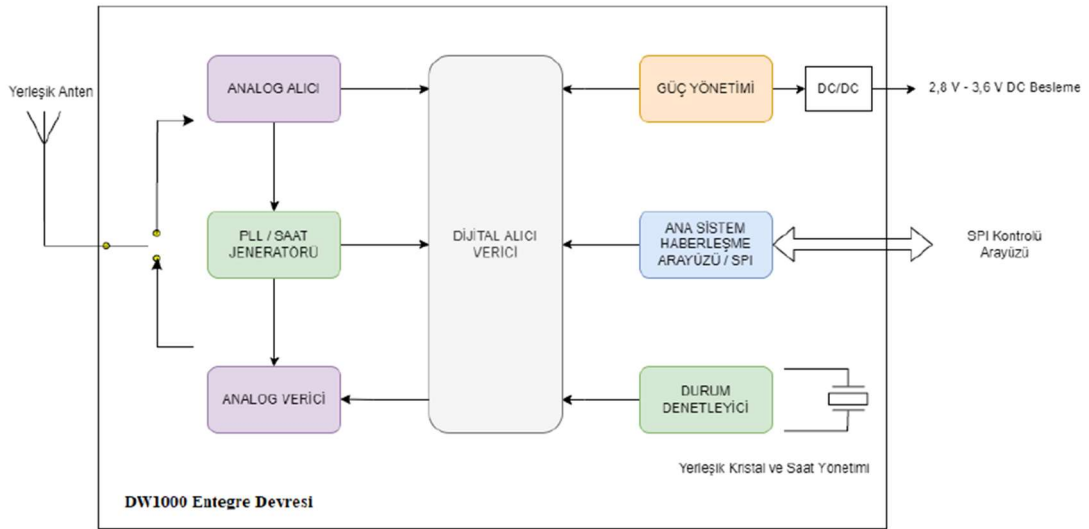 Yerleşik Anten
ANALOG ALICI
PLL / SAAT
JENERATÖRÜ
ANALOG VERİCİ
DİJİTAL ALICI
VERİCİ
GÜÇ YÖNETİMİ
DC/DC
2,8 V - 3,6 V DC Besleme
ANA SİSTEM
HABERLEŞME
ARAYÜZÜ / SPI
SPI Kontrolü
Arayüzü
DURUM
DENETLEYİCİ
Yerleşik Kristal ve Saat Yönetimi
DW1000 Entegre Devresi